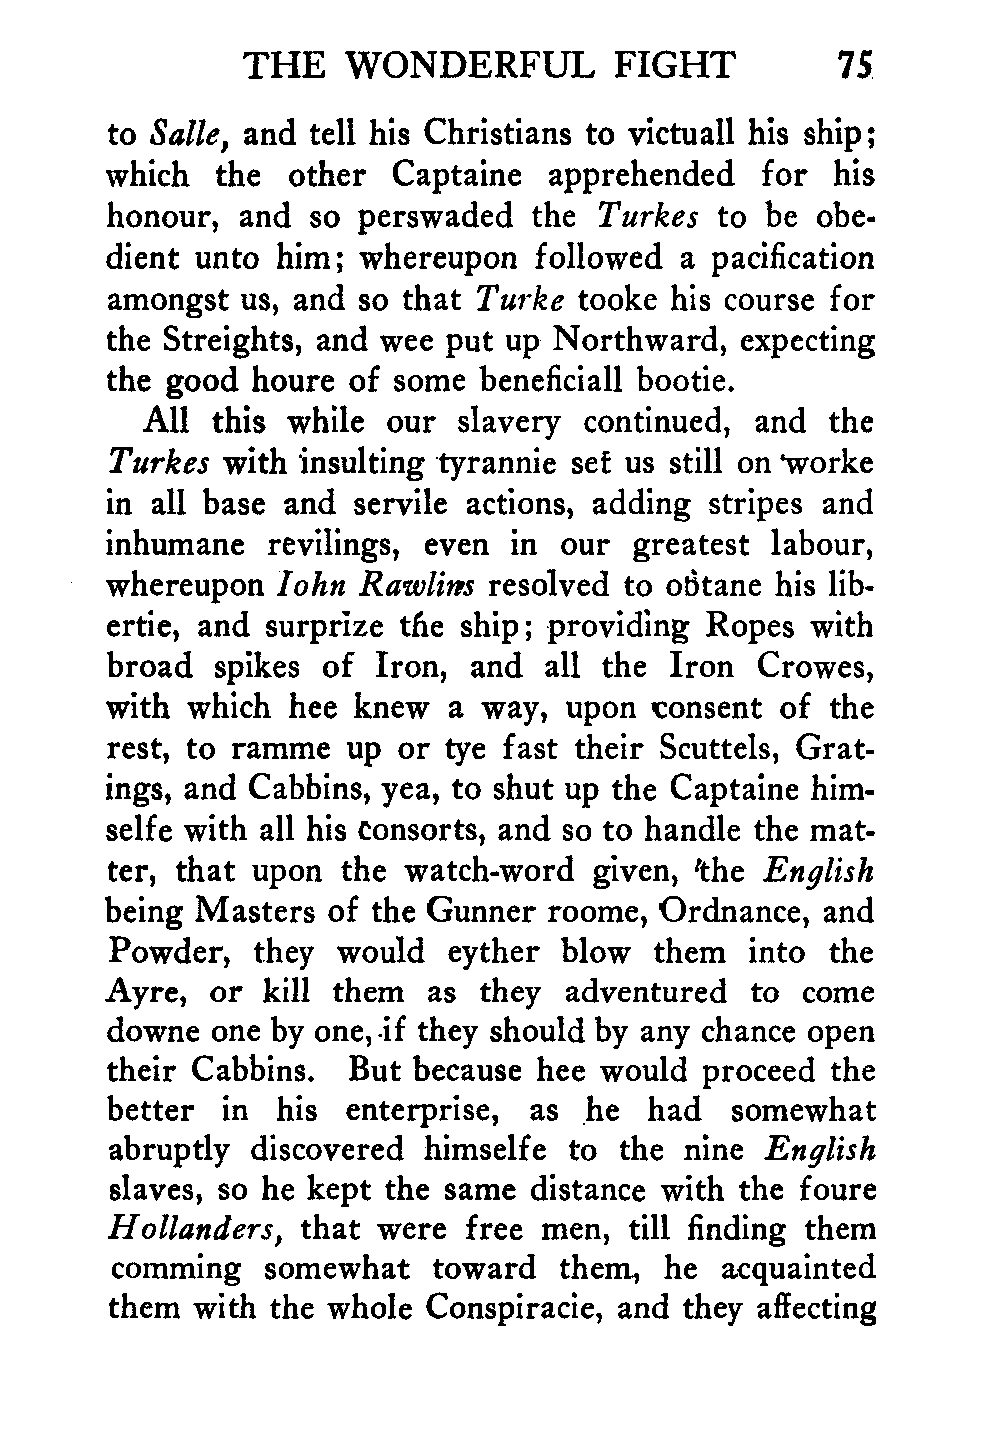 THE WONDERFUL FIGHT 75
to Salle, and tell his Christians to victuall his ship;
which the other Captaine apprehended for his
honour, and so perswaded the Turkes to be obe-
dient unto him; whereupon followed a pacification
amongst us, and so that Turke tooke his course for
the Streights, and wee put up Northward, expecting
the good houre of some beneficiall bootie.
All this while our slavery continued, and the
Turkes with insulting tyrannie set us still on worke
in all base and servile actions, adding stripes and
inhumane revilings, even in our greatest labour,
whereupon Iohn Rawlins resolved to obtane his lib-
ertie, and surprize the ship; providing Ropes with
broad spikes of Iron, and all the Iron Crowes,
with which hee knew a way, upon consent of the
rest, to ramme up or tye fast their Scuttels, Grat-
ings, and Cabbins, yea, to shut up the Captaine him-
selfe with all his consorts, and so to handle the mat-
ter, that upon the watch-word given, the English
being Masters of the Gunner roome, Ordnance, and
Powder, they would eyther blow them into the
Ayre, or kill them as they adventured to come
downe one by one, if they should by any chance open
their Cabbins. But because hee would proceed the
better in his enterprise, as he had somewhat
abruptly discovered himselfe to the nine English
slaves, so he kept the same distance with the foure
Hollanders, that were free men, till finding them
comming somewhat toward them, he acquainted
them with the whole Conspiracie, and they affecting